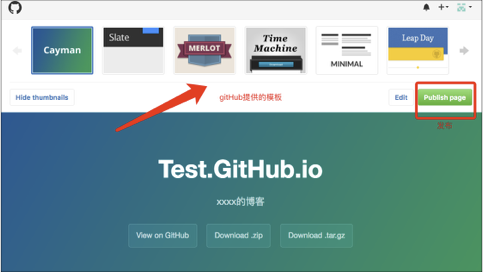 Cayman
Slate
MERLOT
Time
Machine
MINIMAL
Leap Day
Hide thumbnails
gitHub提供的模板
Edit
Publish page
发布
Test.GitHub.io
xxxx的博客
View on GitHub
Download .zip
Download .tar.gz